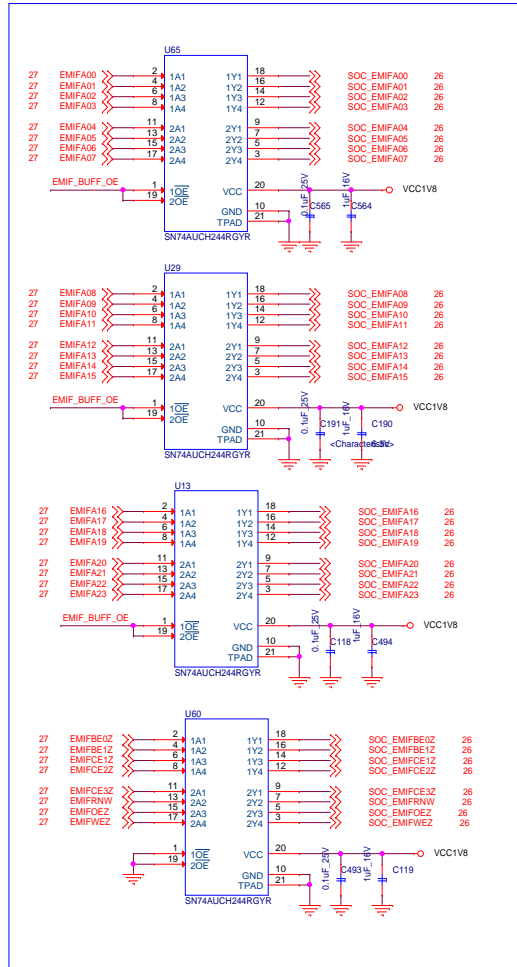 U65
27 EMIFA00 2 1A1 1Y1 18 SOC_EMIFA00 26
27 EMIFA01 4 1A2 1Y2 16 SOC_EMIFA01 26
27 EMIFA02 6 1A3 1Y3 14 SOC_EMIFA02 26
27 EMIFA03 8 1A4 1Y4 12 SOC_EMIFA03 26
27 EMIFA04 11 2A1 2Y1 9 SOC_EMIFA04 26
27 EMIFA05 13 2A2 2Y2 7 SOC_EMIFA05 26
27 EMIFA06 15 2A3 2Y3 5 SOC_EMIFA06 26
27 EMIFA07 17 2A4 2Y4 3 SOC_EMIFA07 26
EMIF_BUFF_OE 1 1OE VCC 20 0.1uF_25V 1uF_16V VCC1V8
19 2OE
GND 10 C565 C564
TPAD 21
SN74AUCH244RGYR
U29
27 EMIFA08 2 1A1 1Y1 18 SOC_EMIFA08 26
27 EMIFA09 4 1A2 1Y2 16 SOC_EMIFA09 26
27 EMIFA10 6 1A3 1Y3 14 SOC_EMIFA10 26
27 EMIFA11 8 1A4 1Y4 12 SOC_EMIFA11 26
27 EMIFA12 11 2A1 2Y1 9 SOC_EMIFA12 26
27 EMIFA13 13 2A2 2Y2 7 SOC_EMIFA13 26
27 EMIFA14 15 2A3 2Y3 5 SOC_EMIFA14 26
27 EMIFA15 17 2A4 2Y4 3 SOC_EMIFA15 26
EMIF_BUFF_OE 1 1OE VCC 20 0.1uF_25V 1uF_16V VCC1V8
19 2OE
GND 10 C191 C190
TPAD 21
SN74AUCH244RGYR
U13
27 EMIFA16 2 1A1 1Y1 18 SOC_EMIFA16 26
27 EMIFA17 4 1A2 1Y2 16 SOC_EMIFA17 26
27 EMIFA18 6 1A3 1Y3 14 SOC_EMIFA18 26
27 EMIFA19 8 1A4 1Y4 12 SOC_EMIFA19 26
27 EMIFA20 11 2A1 2Y1 9 SOC_EMIFA20 26
27 EMIFA21 13 2A2 2Y2 7 SOC_EMIFA21 26
27 EMIFA22 15 2A3 2Y3 5 SOC_EMIFA22 26
27 EMIFA23 17 2A4 2Y4 3 SOC_EMIFA23 26
EMIF_BUFF_OE 1 1OE VCC 20 0.1uF_25V 1uF_16V VCC1V8
19 2OE
GND 10 C118 C494
TPAD 21
SN74AUCH244RGYR
U60
27 EMIFBE0Z 2 1A1 1Y1 18 SOC_EMIFBE0Z 26
27 EMIFBE1Z 4 1A2 1Y2 16 SOC_EMIFBE1Z 26
27 EMIFCE1Z 6 1A3 1Y3 14 SOC_EMIFCE1Z 26
27 EMIFCE2Z 8 1A4 1Y4 12 SOC_EMIFCE2Z 26
27 EMIFCE3Z 11 2A1 2Y1 9 SOC_EMIFCE3Z 26
27 EMIFRNW 13 2A2 2Y2 7 SOC_EMIFRNW 26
27 EMIFOEZ 15 2A3 2Y3 5 SOC_EMIFOEZ 26
27 EMIFWEZ 17 2A4 2Y4 3 SOC_EMIFWEZ 26
1 1OE VCC 20 0.1uF_25V 1uF_16V VCC1V8
19 2OE
GND 10 C493 C119
TPAD 21
SN74AUCH244RGYR